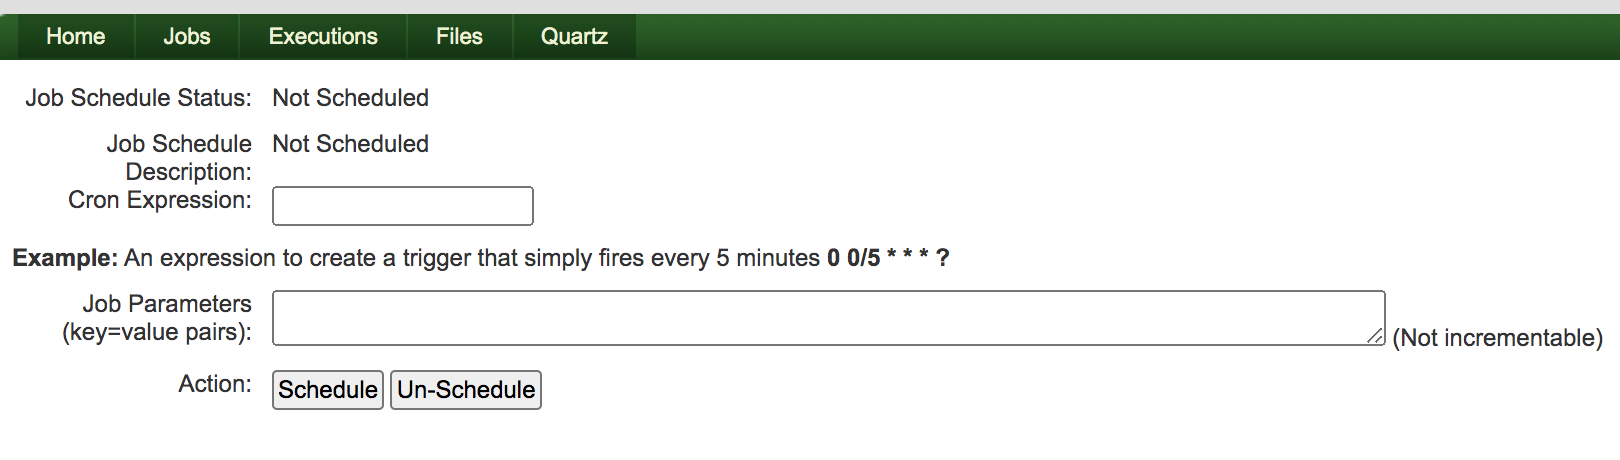 Home Jobs Executions Files Quartz
Job Schedule Status: Not Scheduled
Job Schedule Not Scheduled
Description:
Cron Expression:
Example: An expression to create a trigger that simply fires every 5 minutes 0 0/5 * * * ?
Job Parameters
(key=value pairs): (Not incrementable)
Action: Schedule Un-Schedule